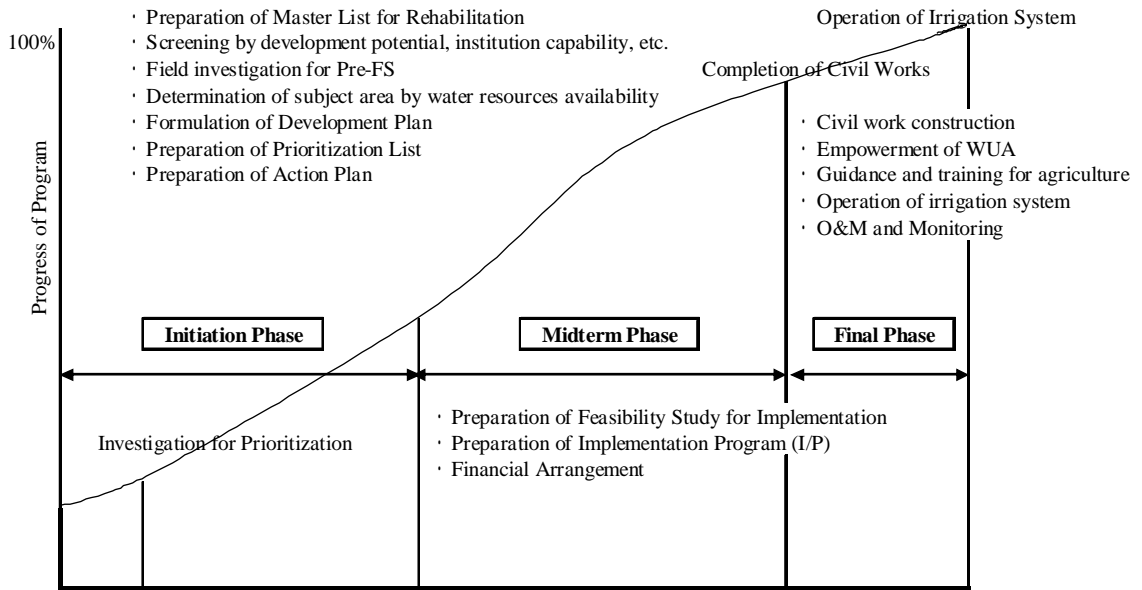 100%
Progress of Program
· Preparation of Master List for Rehabilitation
· Screening by development potential, institution capability, etc.
· Field investigation for Pre-FS
· Determination of subject area by water resources availability
· Formulation of Development Plan
· Preparation of Prioritization List
· Preparation of Action Plan
Operation of Irrigation System
Completion of Civil Works
· Civil work construction
· Empowerment of WUA
· Guidance and training for agriculture
· Operation of irrigation system
· O&M and Monitoring
Initiation Phase
Midterm Phase
Final Phase
Investigation for Prioritization
· Preparation of Feasibility Study for Implementation
· Preparation of Implementation Program (I/P)
· Financial Arrangement